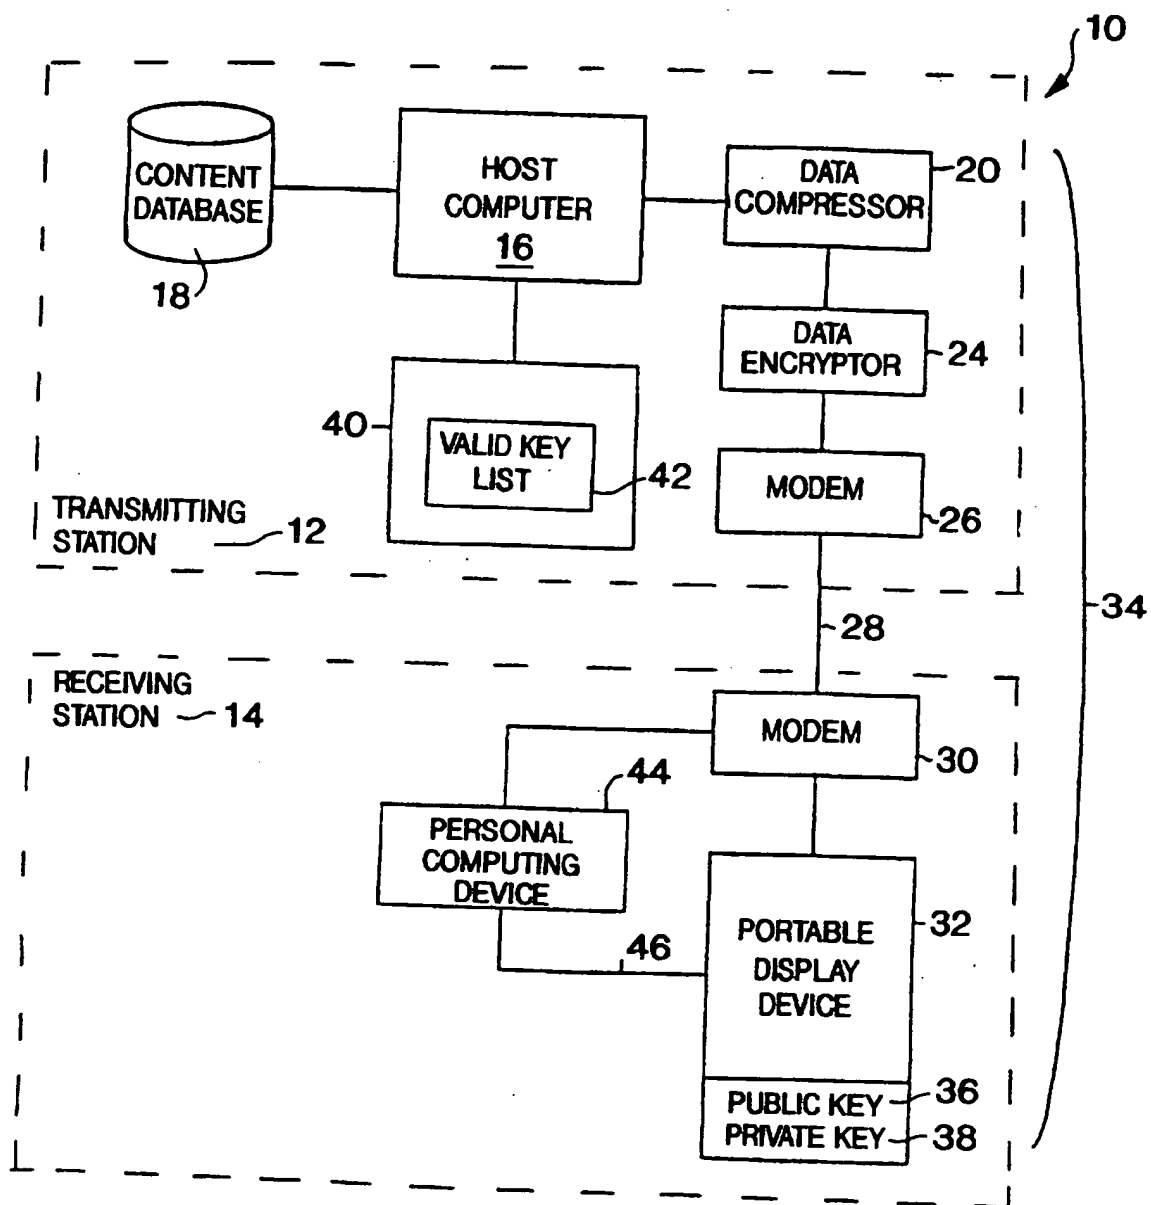 10
CONTENT
DATABASE
18
HOST
COMPUTER
16
DATA
COMPRESSOR
20
DATA
ENCRYPTOR
24
40
VALID KEY
LIST
42
MODEM
26
TRANSMITTING
STATION
12
28
34
RECEIVING
STATION
14
MODEM
30
44
PERSONAL
COMPUTING
DEVICE
46
PORTABLE
DISPLAY
DEVICE
32
PUBLIC KEY
36
PRIVATE KEY
38